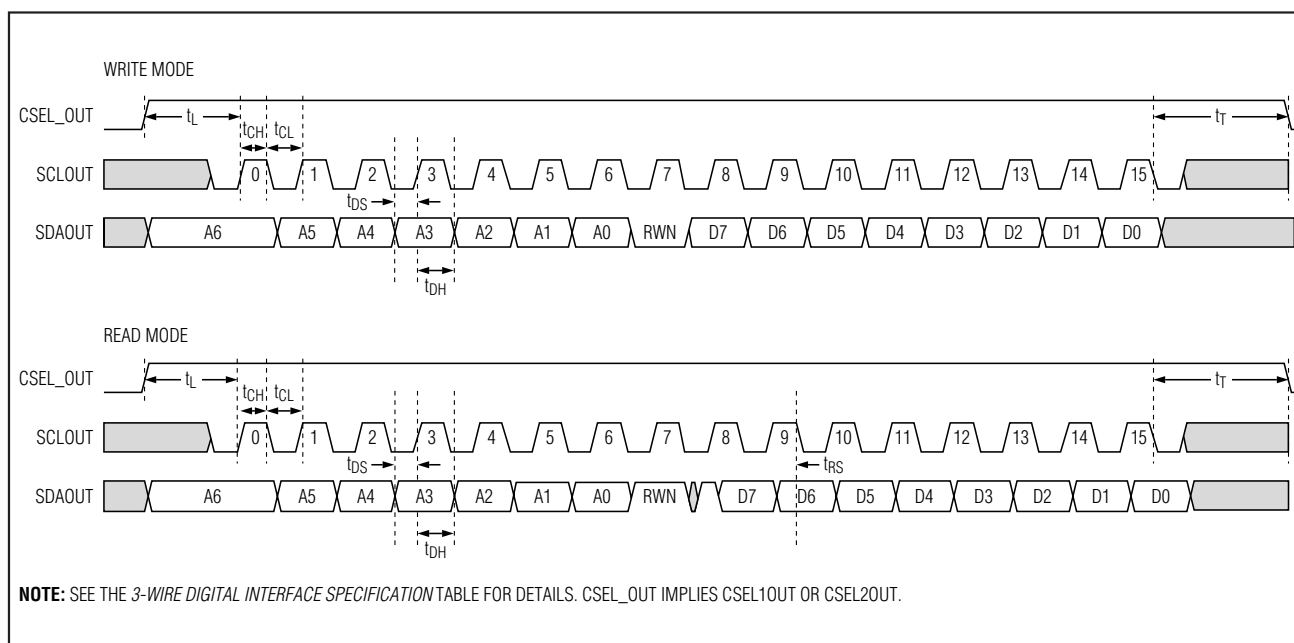 WRITE MODE
CSEL_OUT
tL
tT
tCH tCL
SCLOUT
0 1 2 3 4 5 6 7 8 9 10 11 12 13 14 15
tDS
SDAOUT
A6 A5 A4 A3 A2 A1 A0 RWN D7 D6 D5 D4 D3 D2 D1 D0
tDH
READ MODE
CSEL_OUT
tL
tT
tCH tCL
SCLOUT
0 1 2 3 4 5 6 7 8 9 10 11 12 13 14 15
tDS
tRS
SDAOUT
A6 A5 A4 A3 A2 A1 A0 RWN D7 D6 D5 D4 D3 D2 D1 D0
tDH
NOTE: SEE THE 3-WIRE DIGITAL INTERFACE SPECIFICATION TABLE FOR DETAILS. CSEL_OUT IMPLIES CSEL1OUT OR CSEL2OUT.